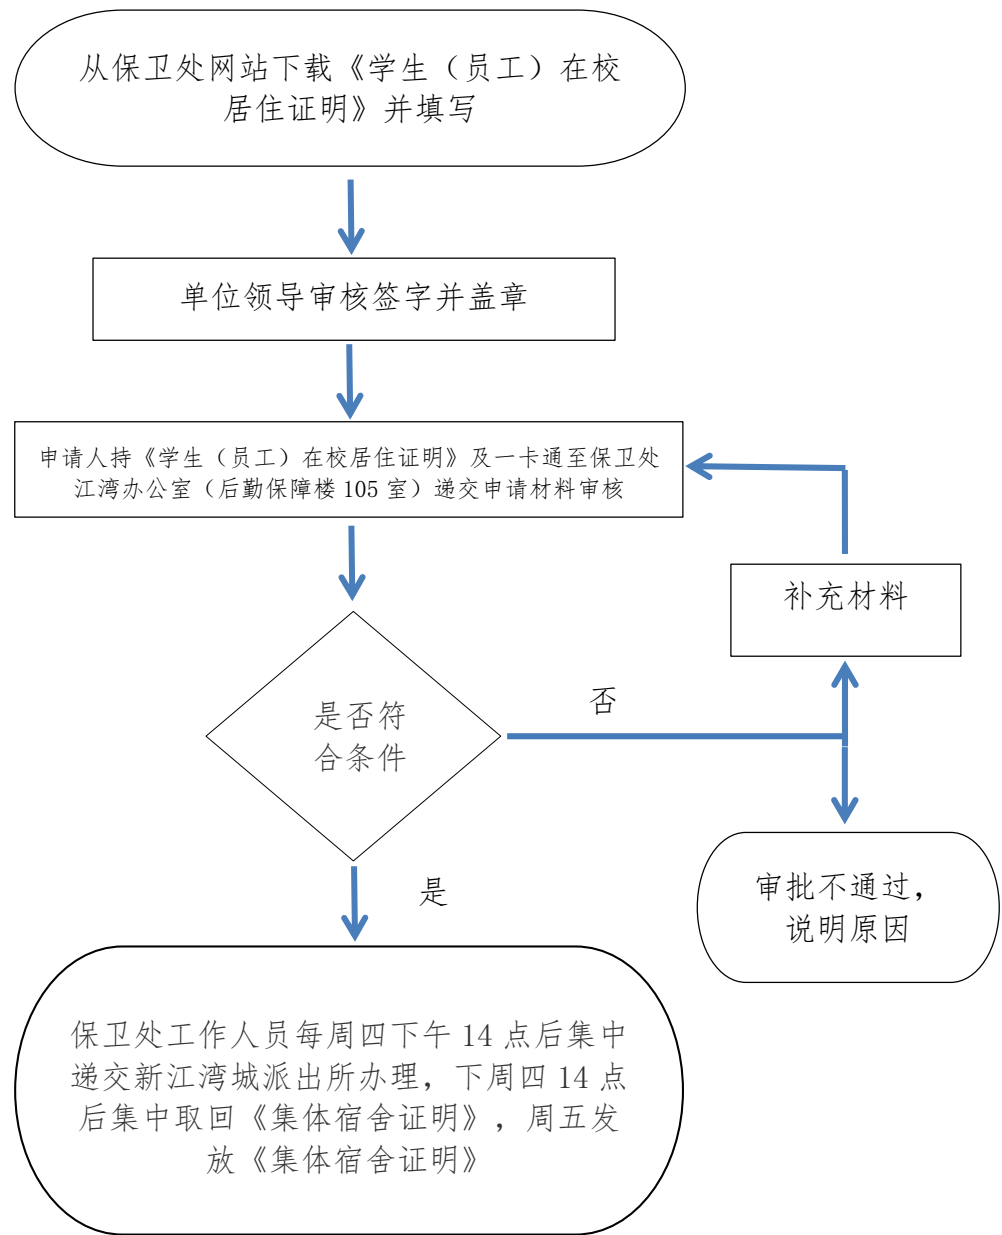 从保卫处网站下载《学生（员工）在校
居住证明》并填写
单位领导审核签字并盖章
申请人持《学生（员工）在校居住证明》及一卡通至保卫处
江湾办公室（后勤保障楼 105 室）递交申请材料审核
补充材料
否
是否符
合条件
是
审批不通过，
说明原因
保卫处工作人员每周四下午 14 点后集中
递交新江湾城派出所办理，下周四 14 点
后集中取回《集体宿舍证明》，周五发
放《集体宿舍证明》